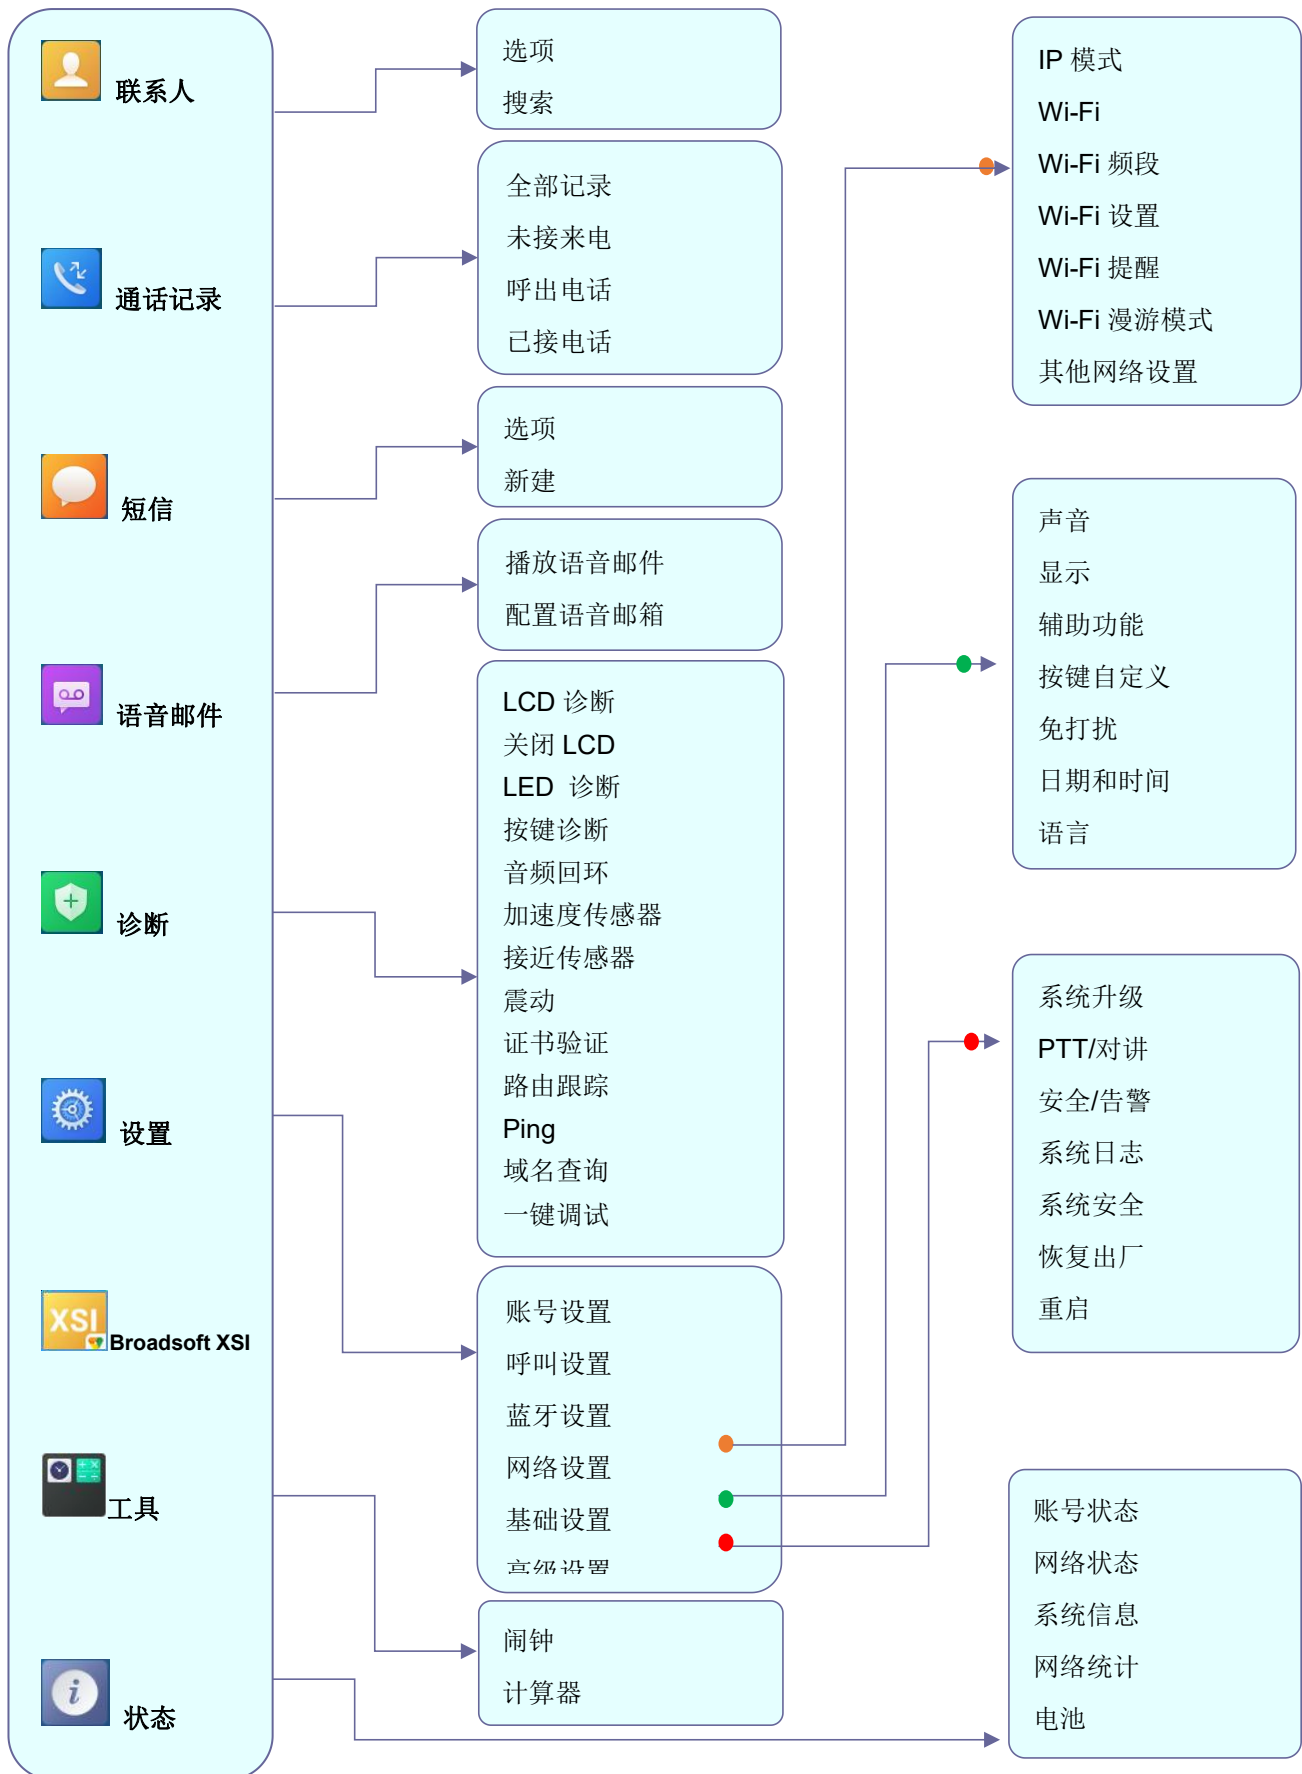 联系人
通话记录
短信
语音邮件
诊断
设置
XSI
Broadsoft XSI
工具
状态
选项
搜索
全部记录
未接来电
呼出电话
已接电话
选项
新建
播放语音邮件
配置语音邮箱
LCD 诊断
关闭 LCD
LED 诊断
按键诊断
音频回环
加速度传感器
接近传感器
震动
证书验证
路由跟踪
Ping
域名查询
一键调试
账号设置
呼叫设置
蓝牙设置
网络设置
基础设置
高级设置
闹钟
计算器
IP 模式
Wi-Fi
Wi-Fi 频段
Wi-Fi 设置
Wi-Fi 提醒
Wi-Fi 漫游模式
其他网络设置
声音
显示
辅助功能
按键自定义
免打扰
日期和时间
语言
系统升级
PTT/对讲
安全/告警
系统日志
系统安全
恢复出厂
重启
账号状态
网络状态
系统信息
网络统计
电池